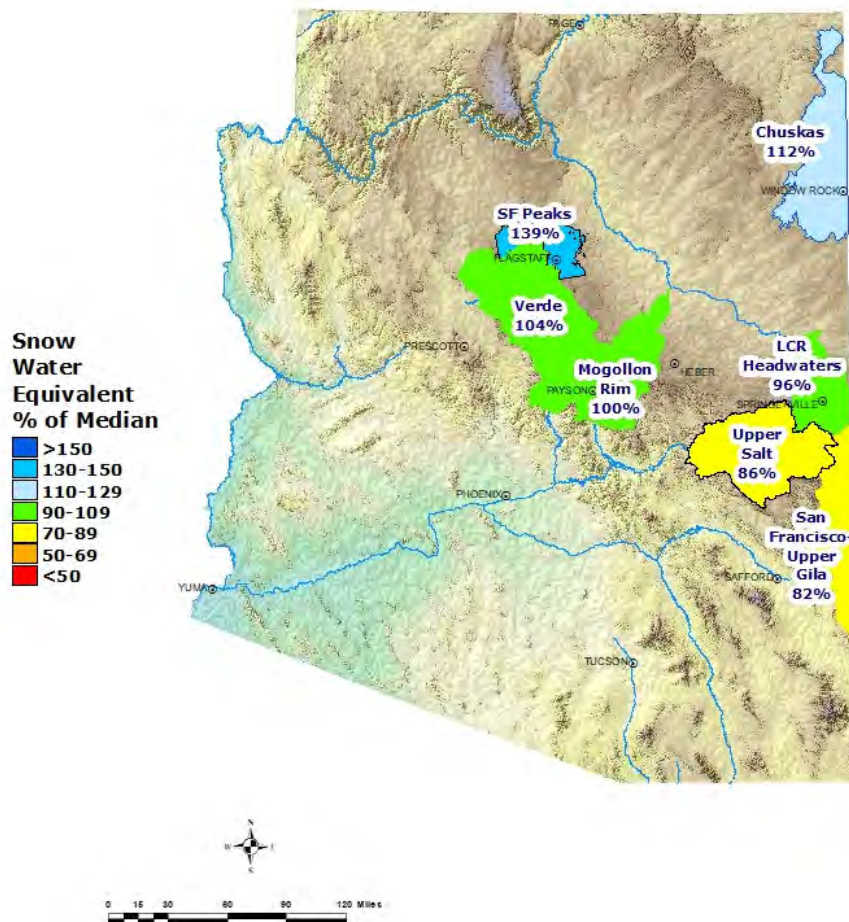 PAGE
Chuskas
112%
WINDOW ROCK
SF Peaks
139%
FLAGSTAFF
Verde
104%
Snow
Water
Equivalent
% of Median
>150
130-150
110-129
90-109
70-89
50-69
<50
PRESCOTT
PAYSON
Mogollon
Rim
100%
HEBER
LCR
Headwaters
96%
SPRINGERVILLE
Upper
Salt
86%
PHOENIX
San
Francisco-
Upper
Gila
82%
SAFFORD
YUMA
TUCSON
N
W E
S
0 15 30 60 90 120 Miles